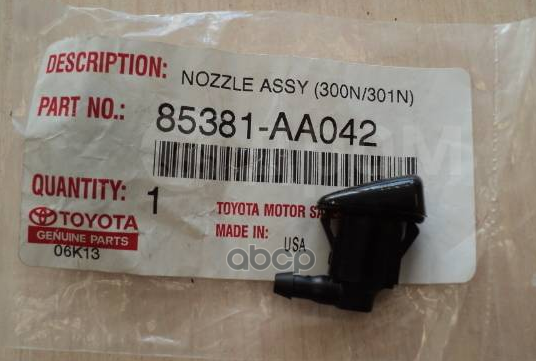 DESCRIPTION: NOZZLE ASSY (300N/301N)
PART NO.: 85381-AA042
QUANTITY: 1
TOYOTA
GENUINE PARTS
06K13
TOYOTA MOTOR
MADE IN: USA
abcp